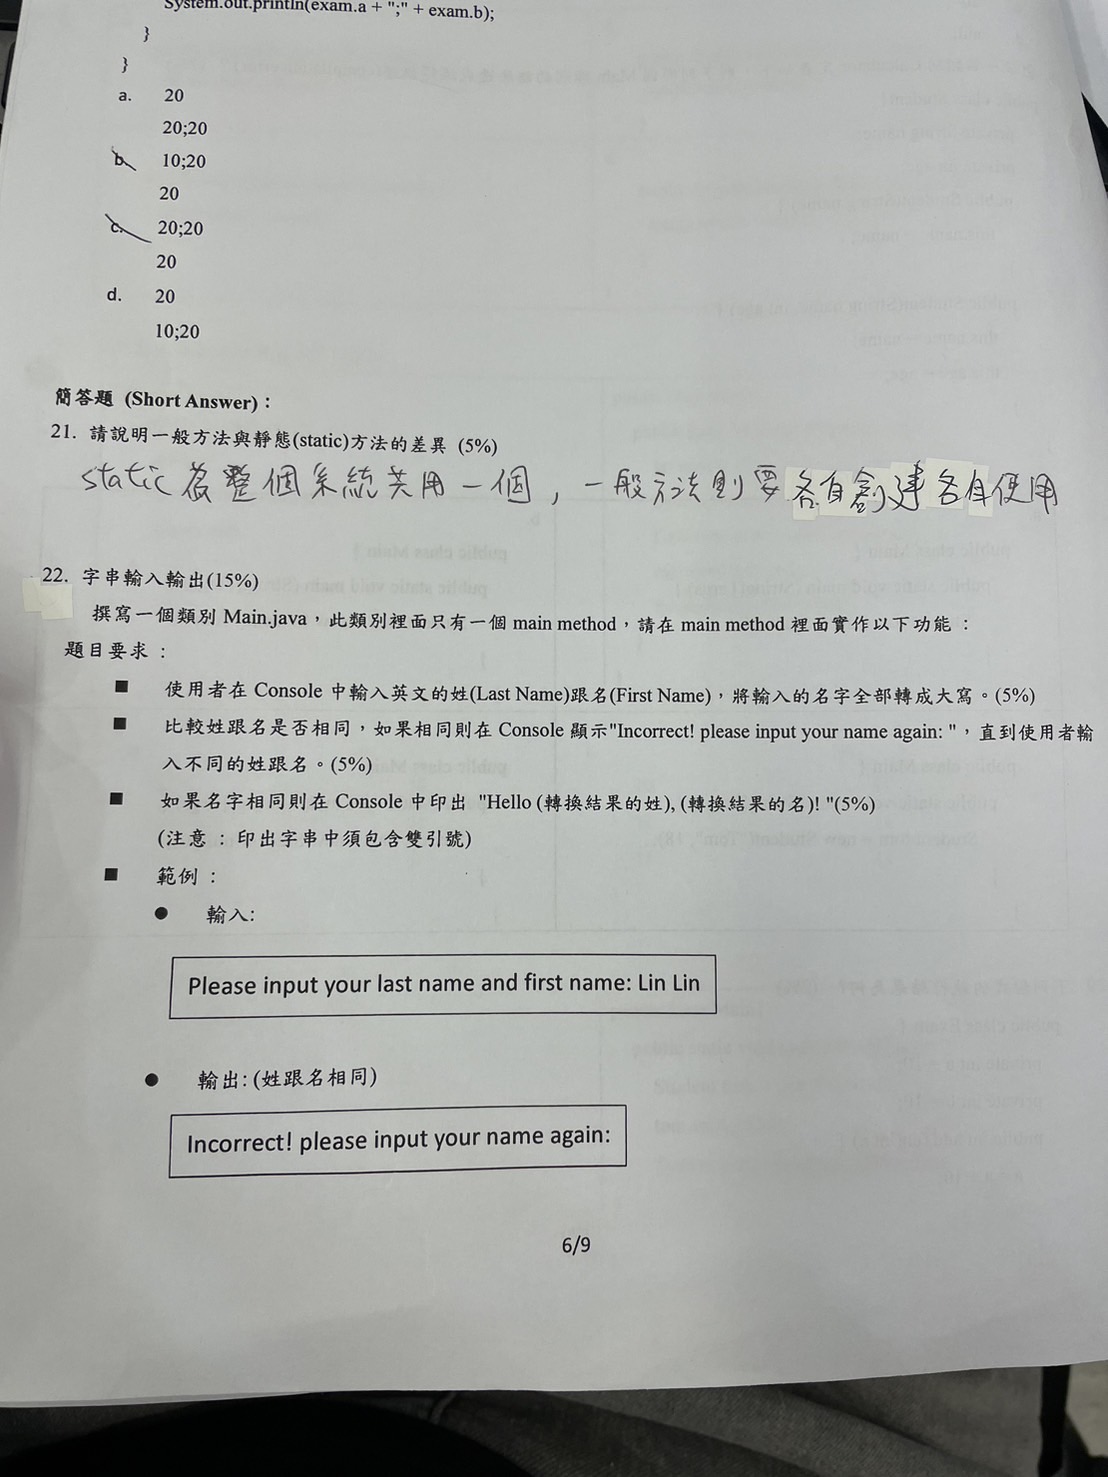 System.out.println(exam.a + ";" + exam.b);
}
}
a. 20
20;20
b. 10;20
20
c. 20;20
20
d. 20
10;20
簡答題 (Short Answer)：
21. 請說明一般方法與靜態(static)方法的差異 (5%)
static 為整個系統共用一個，一般方法則要各自創建各自使用
22. 字串輸入輸出(15%)
撰寫一個類別 Main.java，此類別裡面只有一個 main method，請在 main method 裡面實作以下功能：
題目要求：
■ 使用者在 Console 中輸入英文的姓(Last Name)跟名(First Name)，將輸入的名字全部轉成大寫。(5%)
■ 比較姓跟名是否相同，如果相同則在 Console 顯示"Incorrect! please input your name again: "，直到使用者輸
入不同的姓跟名。(5%)
■ 如果名字相同則在 Console 中印出 "Hello (轉換結果的姓), (轉換結果的名)! "(5%)
(注意：印出字串中須包含雙引號)
■ 範例：
● 輸入:
Please input your last name and first name: Lin Lin
● 輸出: (姓跟名相同)
Incorrect! please input your name again:
6/9